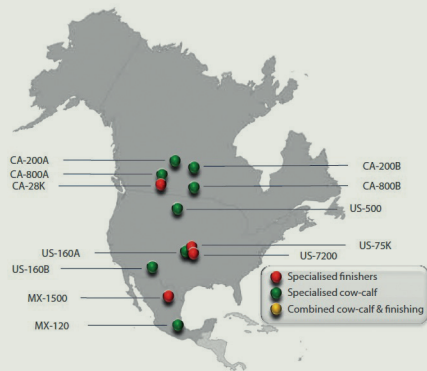 CA-200A
CA-800A
CA-28K
CA-200B
CA-800B
US-500
US-160A
US-160B
US-75K
US-7200
MX-1500
MX-120
Specialised finishers
Specialised cow-calf
Combined cow-calf & finishing